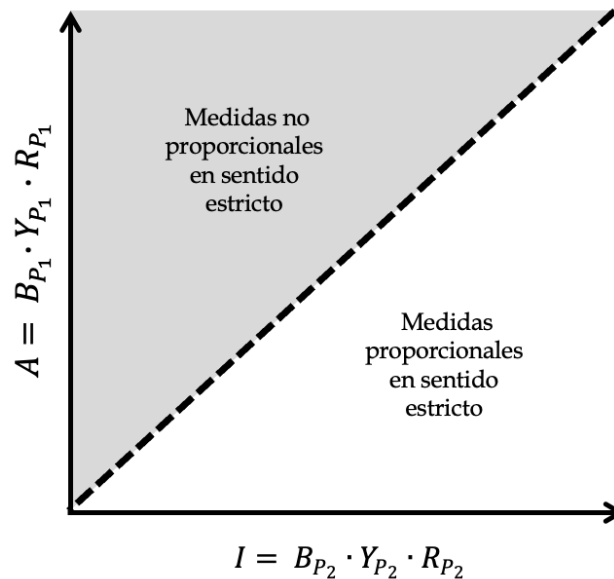 Medidas no
proporcionales
en sentido
estricto
A = B_{P_1} · Y_{P_1} · R_{P_1}
Medidas
proporcionales
en sentido
estricto
I = B_{P_2} · Y_{P_2} · R_{P_2}